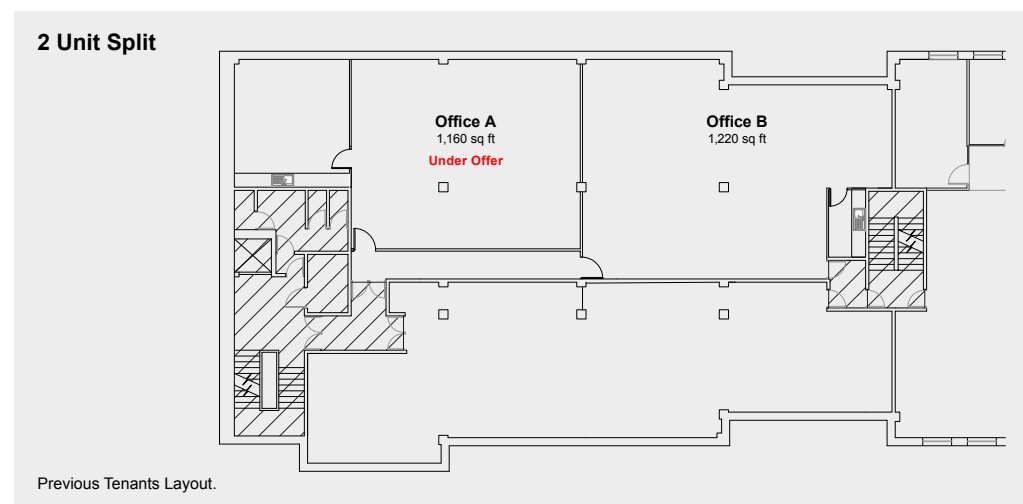 2 Unit Split
Office A
1,160 sq ft
Under Offer
Office B
1,220 sq ft
Previous Tenants Layout.